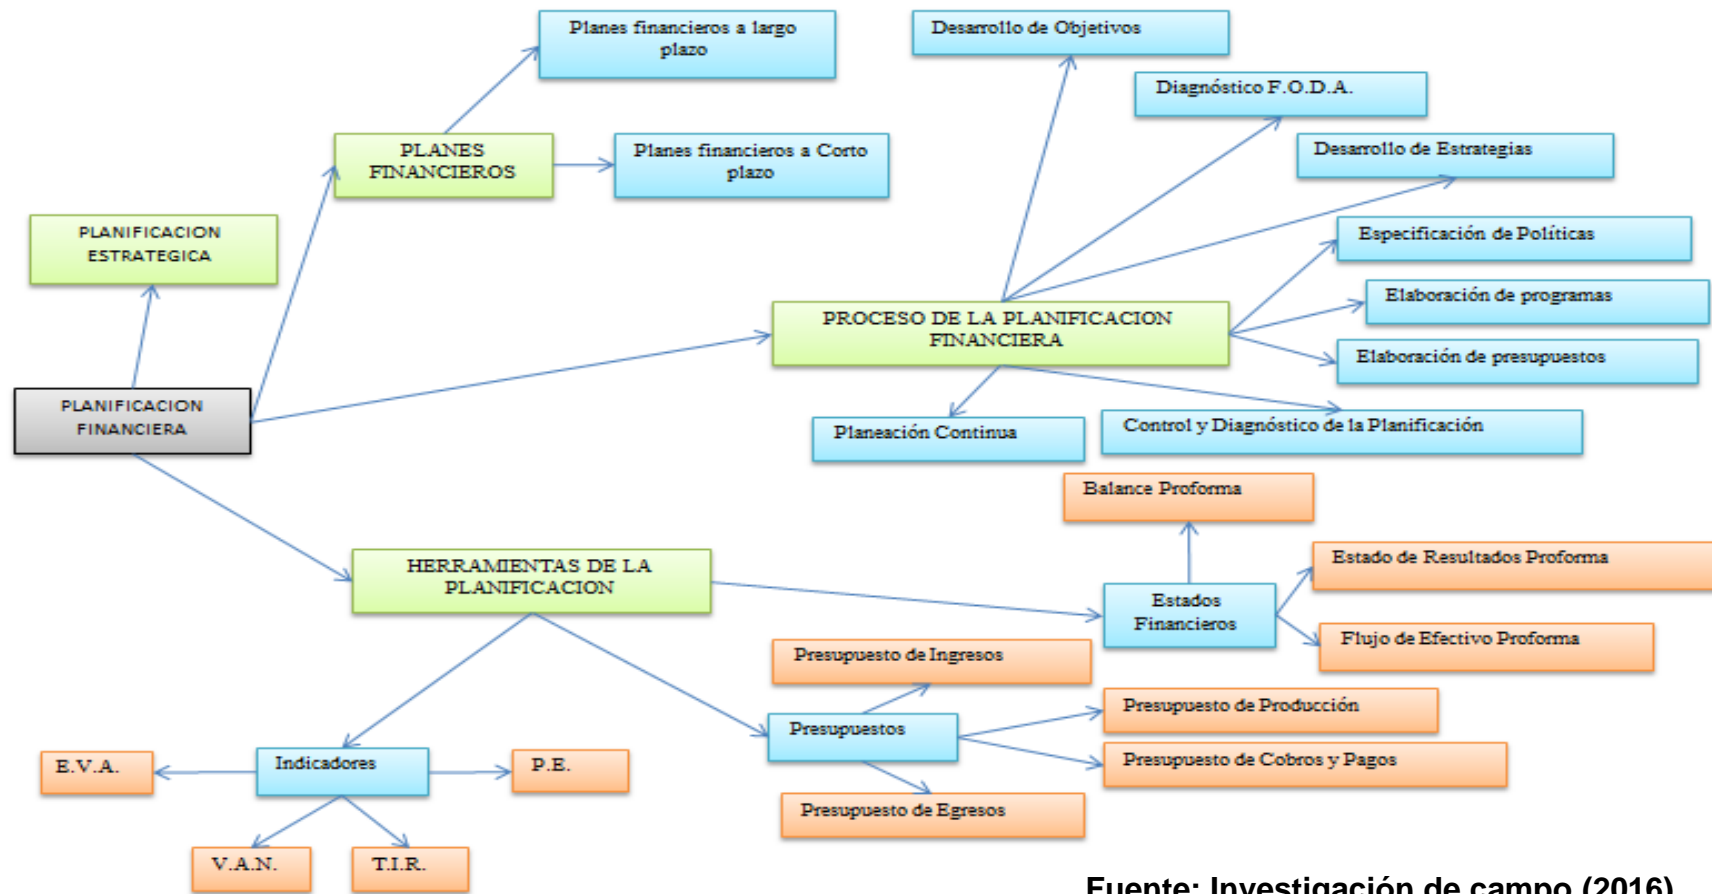 Planes financieros a largo
plazo
Desarrollo de Objetivos
Diagnóstico F.O.D.A.
PLANES
FINANCIEROS
Planes financieros a Corto
plazo
Desarrollo de Estrategias
PLANIFICACION
ESTRATEGICA
Especificación de Políticas
Elaboración de programas
PROCESO DE LA PLANIFICACION
FINANCIERA
Elaboración de presupuestos
PLANIFICACION
FINANCIERA
Planeación Continua
Control y Diagnóstico de la Planificación
Balance Proforma
HERRAMIENTAS DE LA
PLANIFICACION
Estado de Resultados Proforma
Estados
Financieros
Flujo de Efectivo Proforma
Presupuesto de Ingresos
Presupuestos
Presupuesto de Producción
Presupuesto de Cobros y Pagos
Presupuesto de Egresos
E.V.A.
Indicadores
P.E.
V.A.N.
T.I.R.
Fuente: Investigación de campo (2016)